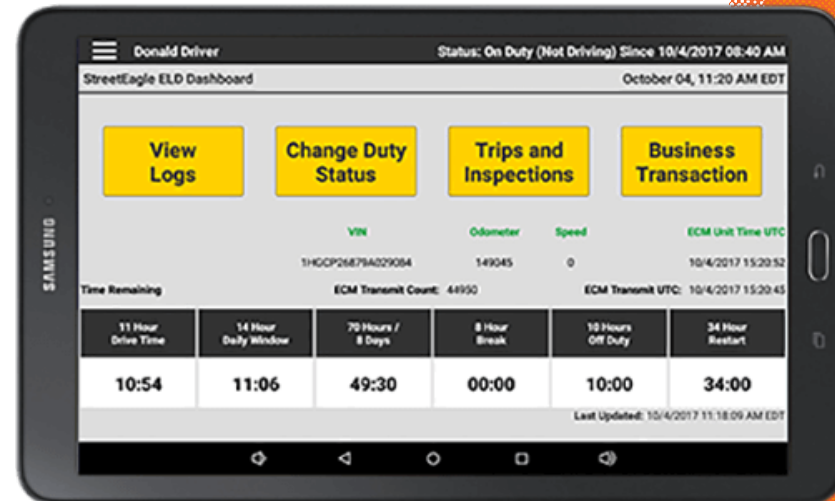 Donald Driver Status: On Duty (Not Driving) Since 10/4/2017 08:40 AM
StreetEagle ELD Dashboard October 04, 11:20 AM EDT
View Logs
Change Duty Status
Trips and Inspections
Business Transaction
VIN Odometer Speed ECM Unit Time UTC
1HGCP26879A029084 149045 0 10/4/2017 15:20:52
Time Remaining ECM Transmit Count: 44950 ECM Transmit UTC: 10/4/2017 15:20:45
11 Hour Drive Time
14 Hour Daily Window
70 Hours / 8 Days
8 Hour Break
10 Hours Off Duty
34 Hour Restart
10:54 11:06 49:30 00:00 10:00 34:00
Last Updated: 10/4/2017 11:18:09 AM EDT
SAMSUNG